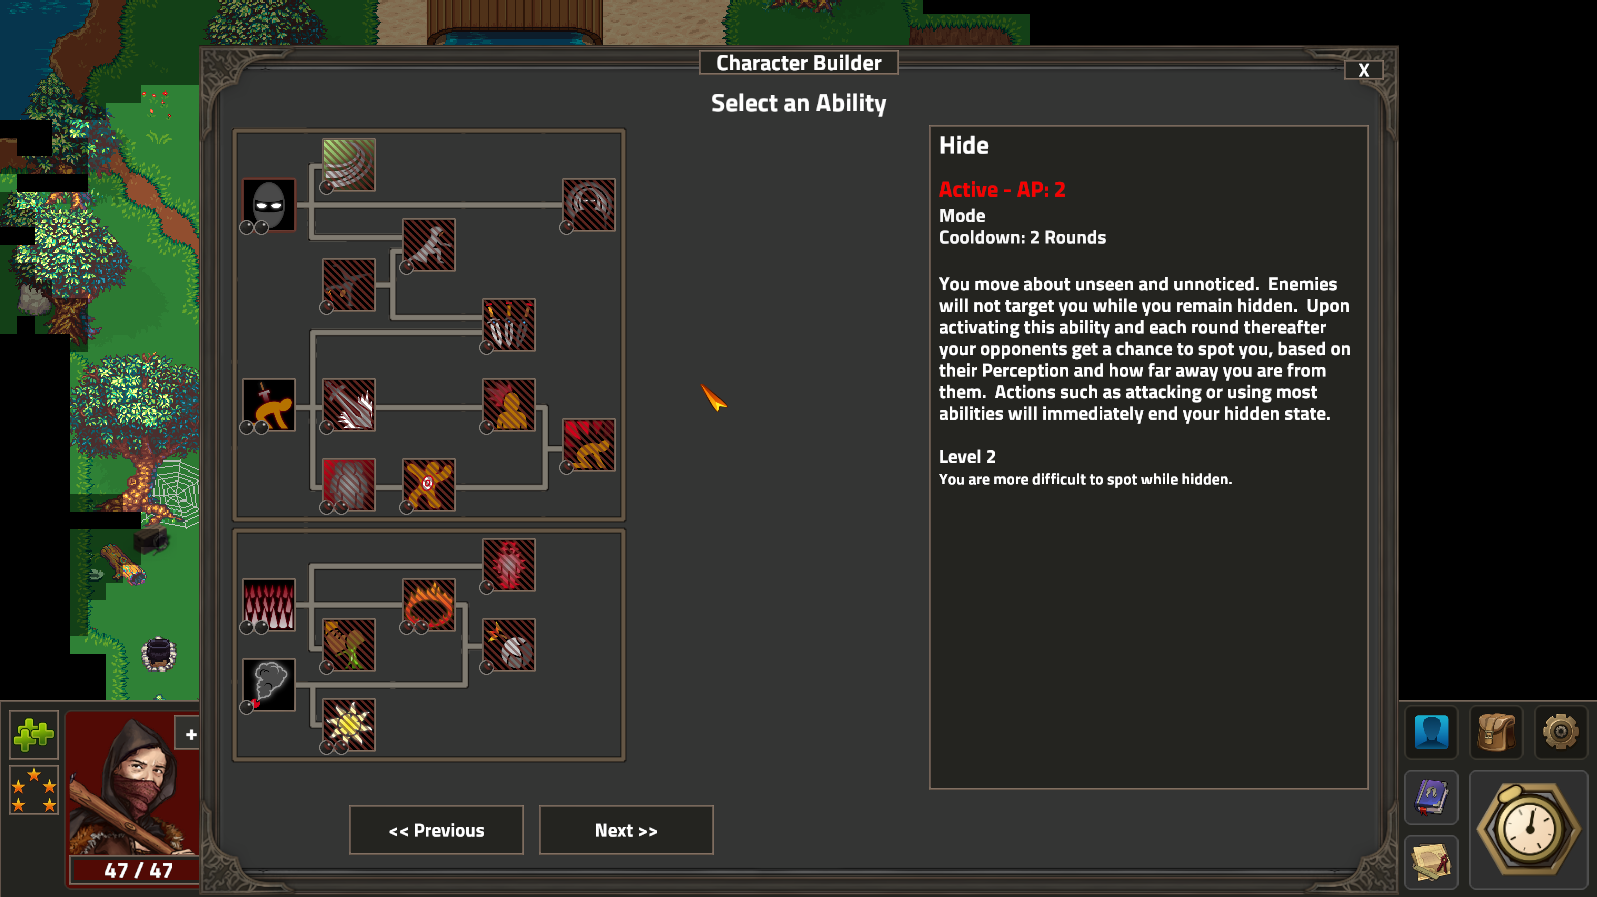 Character Builder
X
Select an Ability
Hide
Active - AP: 2
Mode
Cooldown: 2 Rounds
You move about unseen and unnoticed. Enemies
will not target you while you remain hidden. Upon
activating this ability and each round thereafter
your opponents get a chance to spot you, based on
their Perception and how far away you are from
them. Actions such as attacking or using most
abilities will immediately end your hidden state.
Level 2
You are more difficult to spot while hidden.
+
<< Previous
Next >>
47 / 47